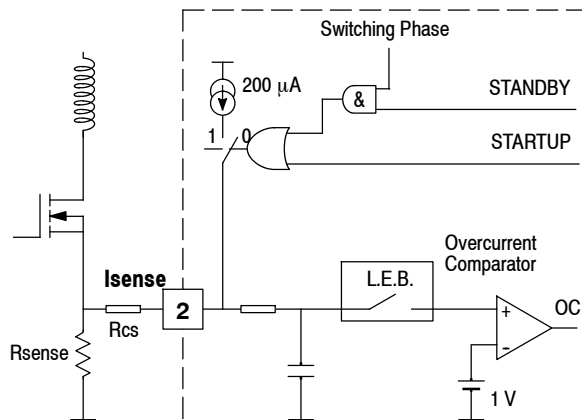 Switching Phase
200 μA
&
STANDBY
1 0
STARTUP
Overcurrent
Comparator
L.E.B.
Isense
2
Rcs
Rsense
+
-
OC
1 V